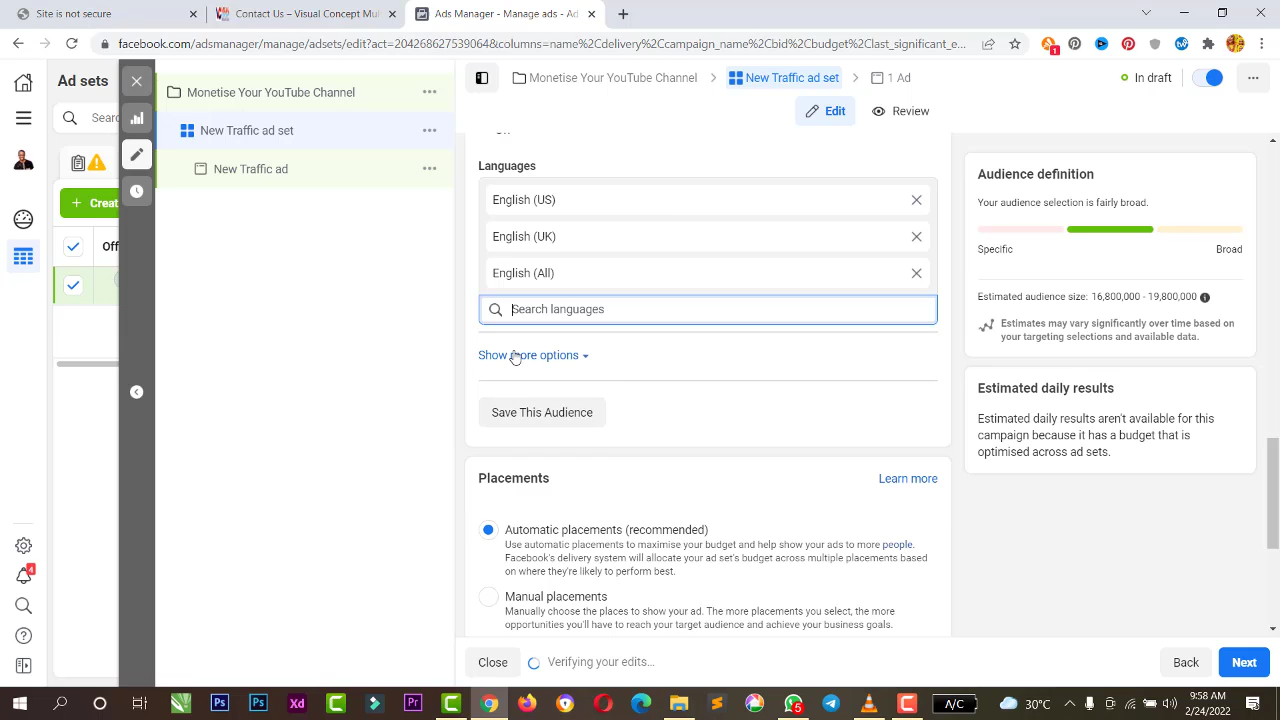 Site is not secure
Contact Us – Visual Concept Mul
Ads Manager - Manage ads - Ad
facebook.com/adsmanager/manage/adsets/edit?act=204260627539064&columns=name%2Cdelivery%2Ccampaign_name%2Cbid%2Cbudget%2Clast_significant_e...
1
Ad sets
Searc
Creat
Off
Monetise Your YouTube Channel
New Traffic ad set
New Traffic ad
Monetise Your YouTube Channel
New Traffic ad set
1 Ad
In draft
Edit
Review
Languages
English (US)
English (UK)
English (All)
Search languages
Show more options
Save This Audience
Placements
Learn more
Automatic placements (recommended)
Use automatic placements to maximise your budget and help show your ads to more people.
Facebook's delivery system will allocate your ad set's budget across multiple placements based
on where they're likely to perform best.
Manual placements
Manually choose the places to show your ad. The more placements you select, the more
opportunities you'll have to reach your target audience and achieve your business goals.
Audience definition
Your audience selection is fairly broad.
Specific
Broad
Estimated audience size: 16,800,000 - 19,800,000
Estimates may vary significantly over time based on
your targeting selections and available data.
Estimated daily results
Estimated daily results aren't available for this
campaign because it has a budget that is
optimised across ad sets.
4
Close
Verifying your edits...
Back
Next
Ps
Ps
Xd
Pr
5
A/C
30°C
9:58 AM
2/24/2022